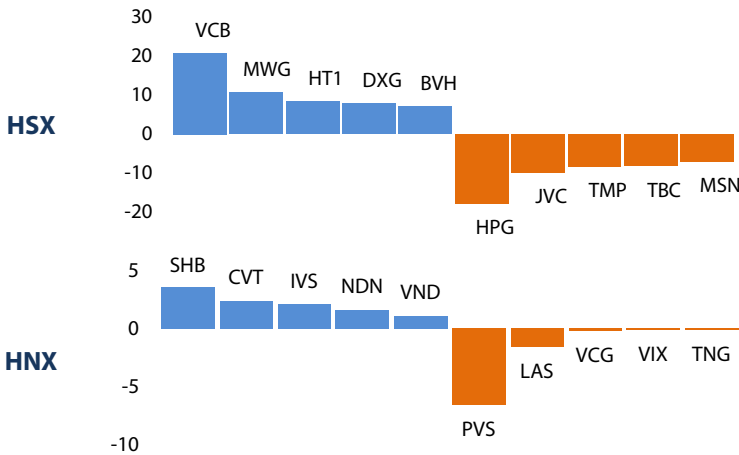 30
VCB
20
MWG HT1 DXG BVH
10
HSX
0
-10
JVC TMP TBC MSN
-20
HPG
5
SHB CVT IVS NDN VND
0
HNX
LAS VCG VIX TNG
-5
PVS
-10